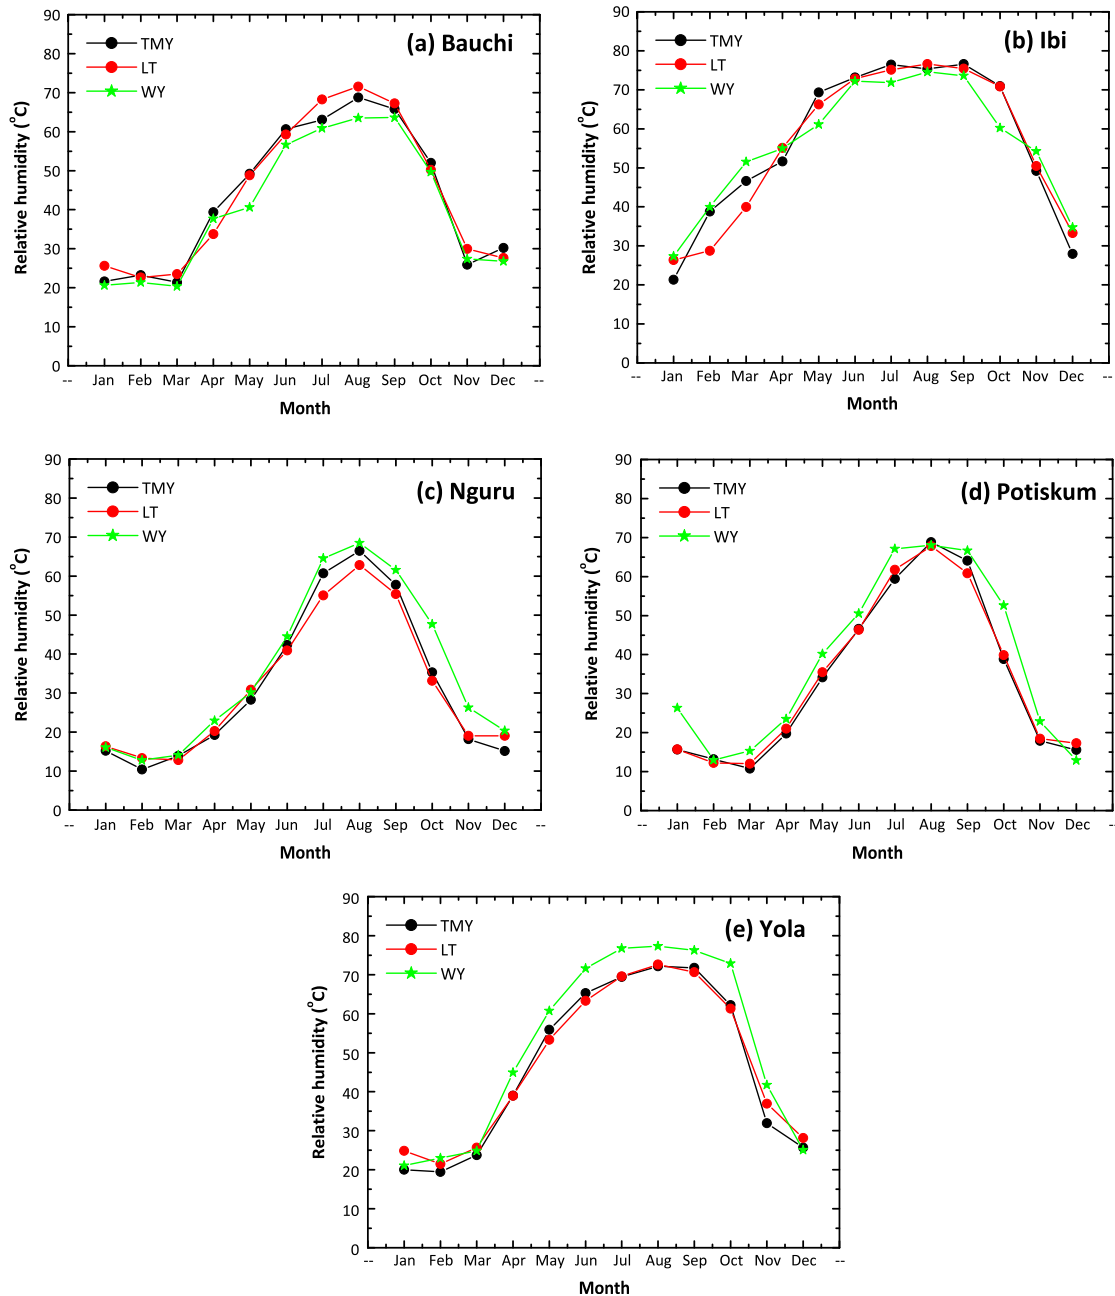 (a) Bauchi
TMY
LT
WY
Relative humidity (°C)
90
80
70
60
50
40
30
20
10
0
-- Jan Feb Mar Apr May Jun Jul Aug Sep Oct Nov Dec --
Month
(b) Ibi
TMY
LT
WY
Relative humidity (°C)
90
80
70
60
50
40
30
20
10
0
-- Jan Feb Mar Apr May Jun Jul Aug Sep Oct Nov Dec --
Month
(c) Nguru
TMY
LT
WY
Relative humidity (°C)
90
80
70
60
50
40
30
20
10
0
-- Jan Feb Mar Apr May Jun Jul Aug Sep Oct Nov Dec --
Month
(d) Potiskum
TMY
LT
WY
Relative humidity (°C)
90
80
70
60
50
40
30
20
10
0
-- Jan Feb Mar Apr May Jun Jul Aug Sep Oct Nov Dec --
Month
(e) Yola
TMY
LT
WY
Relative humidity (°C)
90
80
70
60
50
40
30
20
10
0
-- Jan Feb Mar Apr May Jun Jul Aug Sep Oct Nov Dec --
Month